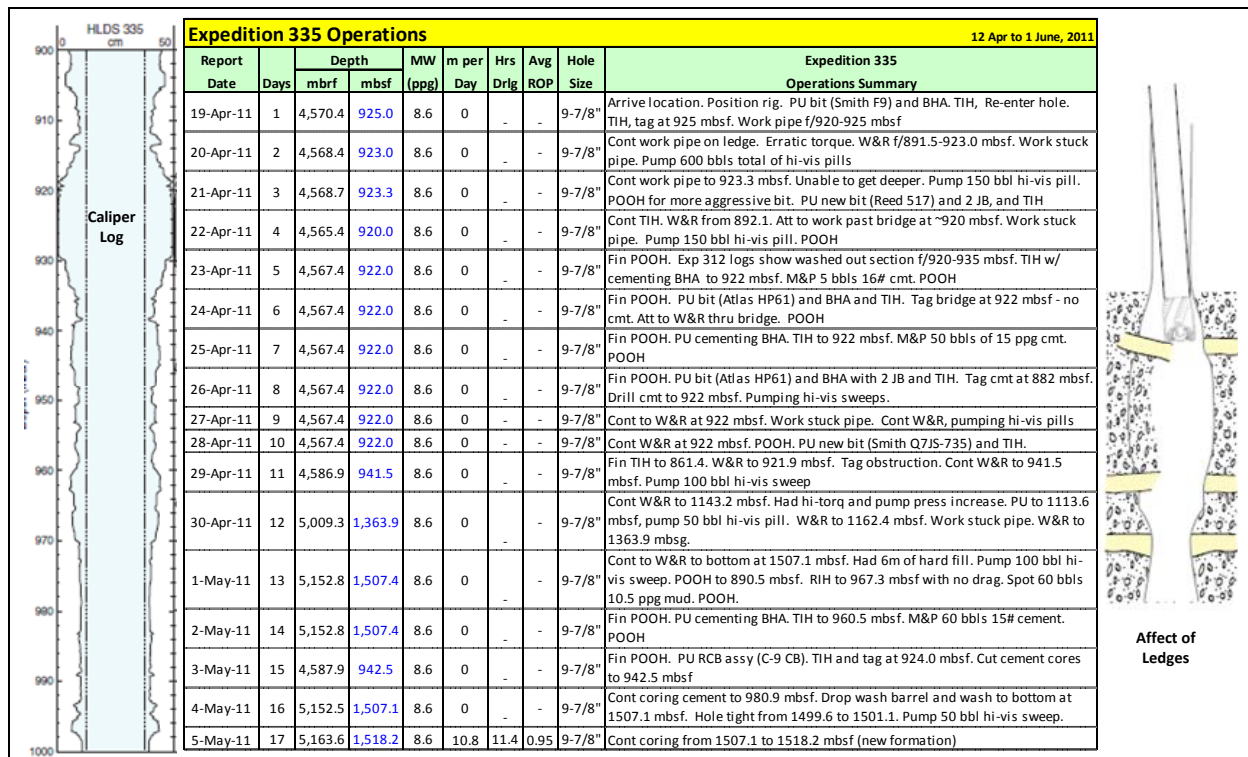 HLDS 335
0 cm 50
900
910
920
930
940
950
960
970
980
990
1000
Caliper
Log
Expedition 335 Operations 12 Apr to 1 June, 2011
Report Depth MW m per Hrs Avg Hole Expedition 335
Date Days mbrf mbsf (ppg) Day Drlg ROP Size Operations Summary
19-Apr-11 1 4,570.4 925.0 8.6 0 - - 9-7/8" Arrive location. Position rig. PU bit (Smith F9) and BHA. TIH, Re-enter hole.
TIH, tag at 925 mbsf. Work pipe f/920-925 mbsf
20-Apr-11 2 4,568.4 923.0 8.6 0 - - 9-7/8" Cont work pipe on ledge. Erratic torque. W&R f/891.5-923.0 mbsf. Work stuck
pipe. Pump 600 bbls total of hi-vis pills
21-Apr-11 3 4,568.7 923.3 8.6 0 - - 9-7/8" Cont work pipe to 923.3 mbsf. Unable to get deeper. Pump 150 bbl hi-vis pill.
POOH for more aggressive bit. PU new bit (Reed 517) and 2 JB, and TIH
22-Apr-11 4 4,565.4 920.0 8.6 0 - - 9-7/8" Cont TIH. W&R from 892.1. Att to work past bridge at ~920 mbsf. Work stuck
pipe. Pump 150 bbl hi-vis pill. POOH
23-Apr-11 5 4,567.4 922.0 8.6 0 - - 9-7/8" Fin POOH. Exp 312 logs show washed out section f/920-935 mbsf. TIH w/
cementing BHA to 922 mbsf. M&P 5 bbls 16# cmt. POOH
24-Apr-11 6 4,567.4 922.0 8.6 0 - - 9-7/8" Fin POOH. PU bit (Atlas HP61) and BHA and TIH. Tag bridge at 922 mbsf - no
cmt. Att to W&R thru bridge. POOH
25-Apr-11 7 4,567.4 922.0 8.6 0 - - 9-7/8" Fin POOH. PU cementing BHA. TIH to 922 mbsf. M&P 50 bbls of 15 ppg cmt.
POOH
26-Apr-11 8 4,567.4 922.0 8.6 0 - - 9-7/8" Fin POOH. PU bit (Atlas HP61) and BHA with 2 JB and TIH. Tag cmt at 882 mbsf.
Drill cmt to 922 mbsf. Pumping hi-vis sweeps.
27-Apr-11 9 4,567.4 922.0 8.6 0 - - 9-7/8" Cont to W&R at 922 mbsf. Work stuck pipe. Cont W&R, pumping hi-vis pills
28-Apr-11 10 4,567.4 922.0 8.6 0 - - 9-7/8" Cont W&R at 922 mbsf. POOH. PU new bit (Smith Q7JS-735) and TIH.
29-Apr-11 11 4,586.9 941.5 8.6 0 - - 9-7/8" Fin TIH to 861.4. W&R to 921.9 mbsf. Tag obstruction. Cont W&R to 941.5
mbsf. Pump 100 bbl hi-vis sweep
30-Apr-11 12 5,009.3 1,363.9 8.6 0 - - 9-7/8" Cont W&R to 1143.2 mbsf. Had hi-torq and pump press increase. PU to 1113.6
mbsf, pump 50 bbl hi-vis pill. W&R to 1162.4 mbsf. Work stuck pipe. W&R to
1363.9 mbsg.
1-May-11 13 5,152.8 1,507.4 8.6 0 - - 9-7/8" Cont to W&R to bottom at 1507.1 mbsf. Had 6m of hard fill. Pump 100 bbl hi-
vis sweep. POOH to 890.5 mbsf. RIH to 967.3 mbsf with no drag. Spot 60 bbls
10.5 ppg mud. POOH.
2-May-11 14 5,152.8 1,507.4 8.6 0 - - 9-7/8" Fin POOH. PU cementing BHA. TIH to 960.5 mbsf. M&P 60 bbls 15# cement.
POOH
3-May-11 15 4,587.9 942.5 8.6 0 - - 9-7/8" Fin POOH. PU RCB assy (C-9 CB). TIH and tag at 924.0 mbsf. Cut cement cores
to 942.5 mbsf
4-May-11 16 5,152.5 1,507.1 8.6 0 - - 9-7/8" Cont coring cement to 980.9 mbsf. Drop wash barrel and wash to bottom at
1507.1 mbsf. Hole tight from 1499.6 to 1501.1. Pump 50 bbl hi-vis sweep.
5-May-11 17 5,163.6 1,518.2 8.6 10.8 11.4 0.95 9-7/8" Cont coring from 1507.1 to 1518.2 mbsf (new formation)
Affect of
Ledges